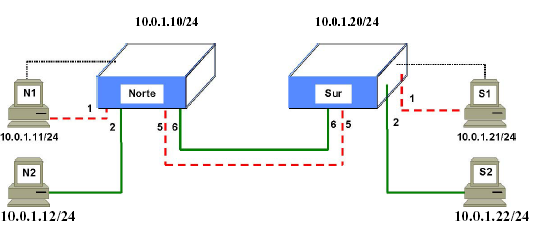 10.0.1.10/24 10.0.1.20/24
N1 Norte Sur S1
1 2 5 6 6 5 2 1
10.0.1.11/24 10.0.1.21/24
N2 S2
10.0.1.12/24 10.0.1.22/24